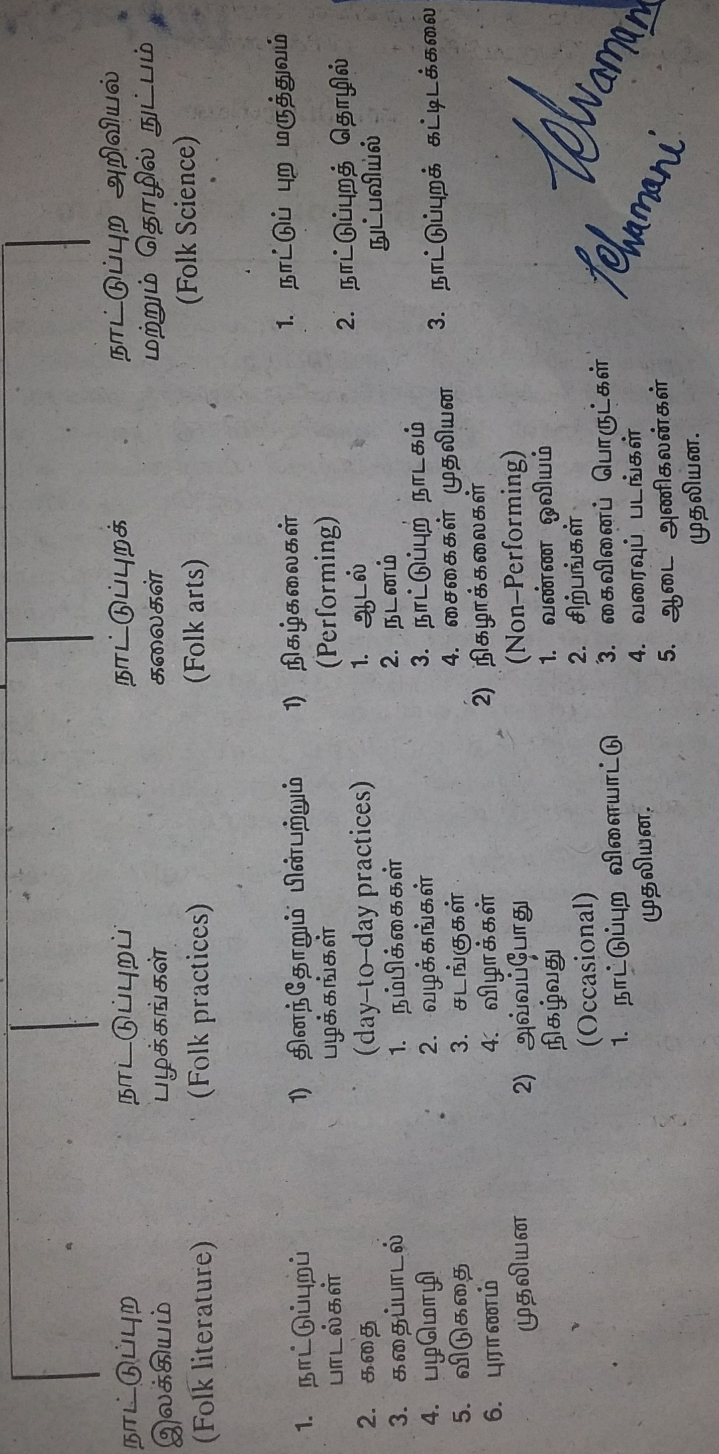 நாட்டுப்புற
இலக்கியம்
(Folk literature)
1. நாட்டுப்புறப்
பாடல்கள்
2. கதை
3. கதைப்பாடல்
4. பழமொழி
5. விடுகதை
6. புராணம்
முதலியன
நாட்டுப்புறப்
பழக்கங்கள்
(Folk practices)
1) தினந்தோறும் பின்பற்றும்
பழக்கங்கள்
(day–to–day practices)
1. நம்பிக்கைகள்
2. வழக்கங்கள்
3. சடங்குகள்
4. விழாக்கள்
2) அவ்வப்போது
நிகழ்வது
(Occasional)
1. நாட்டுப்புற விளையாட்டு
முதலியன.
நாட்டுப்புறக்
கலைகள்
(Folk arts)
1) நிகழ்கலைகள்
(Performing)
1. ஆடல்
2. நடனம்
3. நாட்டுப்புற நாடகம்
4. சைகைகள் முதலியன
2) நிகழாக்கலைகள்
(Non–Performing)
1. வண்ண ஓவியம்
2. சிற்பங்கள்
3. கைவினைப் பொருட்கள்
4. வரைவுப் படங்கள்
5. ஆடை அணிகலன்கள்
முதலியன.
நாட்டுப்புற அறிவியல்
மற்றும் தொழில் நுட்பம்
(Folk Science)
1. நாட்டுப் புற மருத்துவம்
2. நாட்டுப்புறத் தொழில்
நுட்பவியல்
3. நாட்டுப்புறக் கட்டிடக்கலை